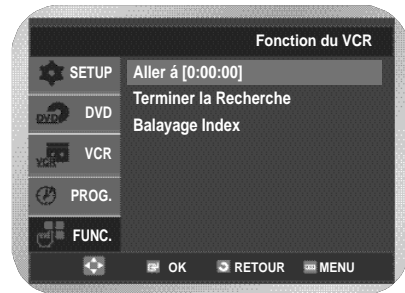 Fonction du VCR
SETUP
Aller á [0:00:00]
Terminer la Recherche
DVD
Balayage Index
VCR
PROG.
FUNC.
OK RETOUR MENU